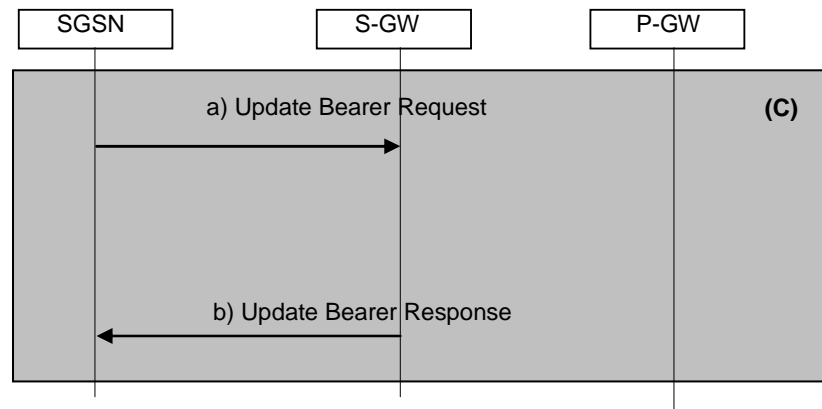 SGSN
S-GW
P-GW
a) Update Bearer Request
(C)
b) Update Bearer Response